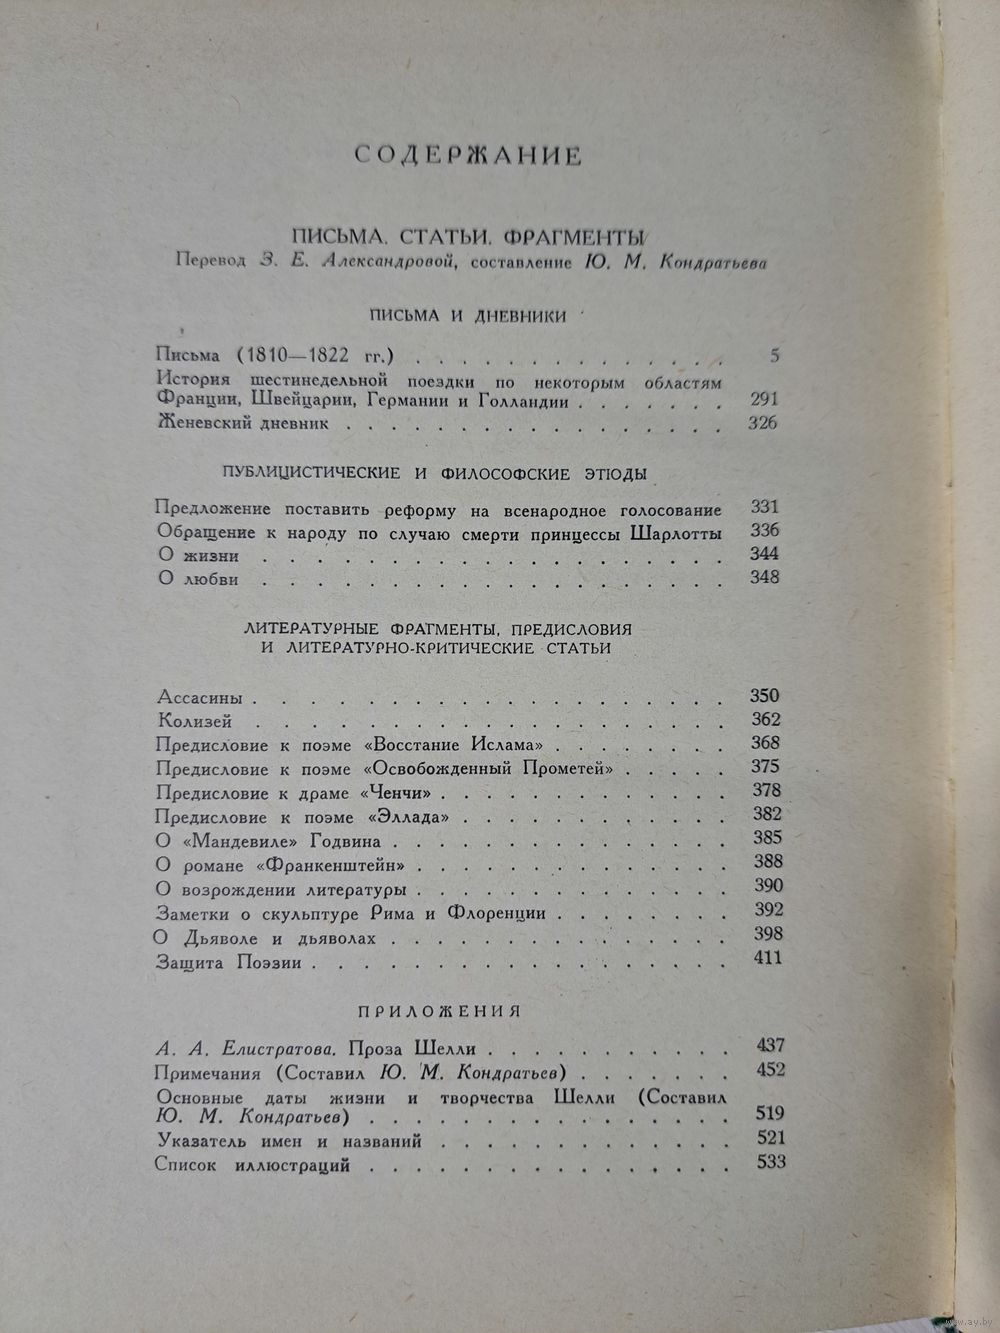 СОДЕРЖАНИЕ
ПИСЬМА. СТАТЬИ. ФРАГМЕНТЫ
Перевод З. Е. Александровой, составление Ю. М. Кондратьева
ПИСЬМА И ДНЕВНИКИ
Письма (1810—1822 гг.) . . . . . . . . . . . . . . 5
История шестинедельной поездки по некоторым областям
Франции, Швейцарии, Германии и Голландии . . . . . . . 291
Женевский дневник . . . . . . . . . . . . . . . . . 326
ПУБЛИЦИСТИЧЕСКИЕ И ФИЛОСОФСКИЕ ЭТЮДЫ
Предложение поставить реформу на всенародное голосование 331
Обращение к народу по случаю смерти принцессы Шарлотты 336
О жизни . . . . . . . . . . . . . . . . . . 344
О любви . . . . . . . . . . . . . . . . . . 348
ЛИТЕРАТУРНЫЕ ФРАГМЕНТЫ, ПРЕДИСЛОВИЯ
И ЛИТЕРАТУРНО-КРИТИЧЕСКИЕ СТАТЬИ
Ассасины . . . . . . . . . . . . . . . . . . . 350
Колизей . . . . . . . . . . . . . . . . . . 362
Предисловие к поэме «Восстание Ислама» . . . . . . . . 368
Предисловие к поэме «Освобожденный Прометей» . . . . . 375
Предисловие к драме «Ченчи» . . . . . . . . . . . . . 378
Предисловие к поэме «Эллада» . . . . . . . . . . . . 382
О «Мандевиле» Годвина . . . . . . . . . . . . . . . 385
О романе «Франкенштейн» . . . . . . . . . . . . . . 388
О возрождении литературы . . . . . . . . . . . . . . 390
Заметки о скульптуре Рима и Флоренции . . . . . . . . 392
О Дьяволе и дьяволах . . . . . . . . . . . . . . . 398
Защита Поэзии . . . . . . . . . . . . . . . . . . 411
ПРИЛОЖЕНИЯ
А. А. Елистратова. Проза Шелли . . . . . . . . . . . 437
Примечания (Составил Ю. М. Кондратьев) . . . . . . . 452
Основные даты жизни и творчества Шелли (Составил
Ю. М. Кондратьев) . . . . . . . . . . . . . . . . 519
Указатель имен и названий . . . . . . . . . . . . . 521
Список иллюстраций . . . . . . . . . . . . . . . . 533
www.ay.by